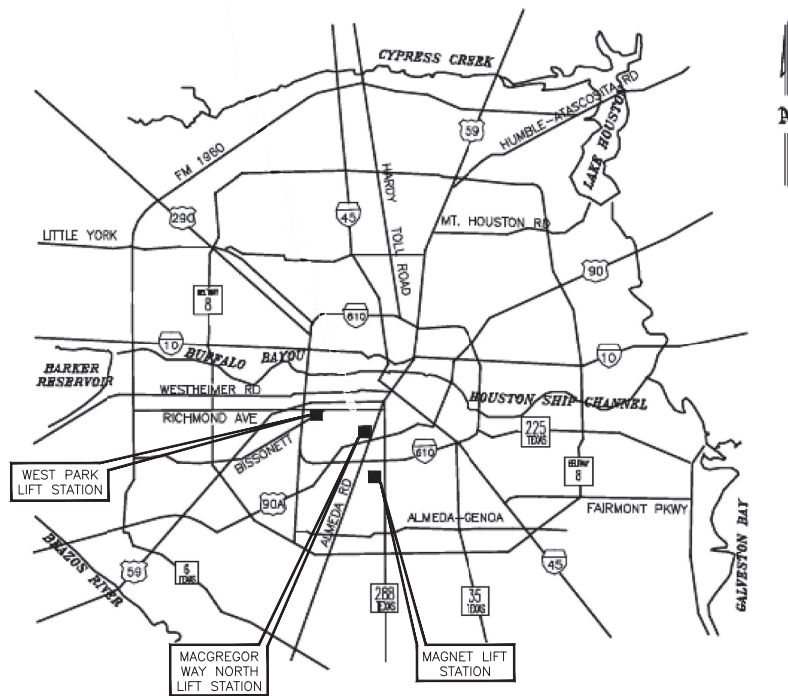 CYPRESS CREEK
59
HUMBLE-ATASCOSITA RD
LAKE HOUSTON
FM 1960
HARDY
TOLL ROAD
290
45
LITTLE YORK
MT. HOUSTON RD
90
BELTWAY
8
610
10
BUFFALO BAYOU
10
BARKER
RESERVOIR
WESTHEIMER RD
HOUSTON SHIP CHANNEL
RICHMOND AVE
225
TEXAS
BISSONETT
610
WEST PARK
LIFT STATION
BELTWAY
8
90A
ALMEDA RD
ALMEDA-GENOA
FAIRMONT PKWY
GALVESTON BAY
BRAZOS RIVER
59
6
TEXAS
45
288
TEXAS
35
TEXAS
MACGREGOR
WAY NORTH
LIFT STATION
MAGNET LIFT
STATION